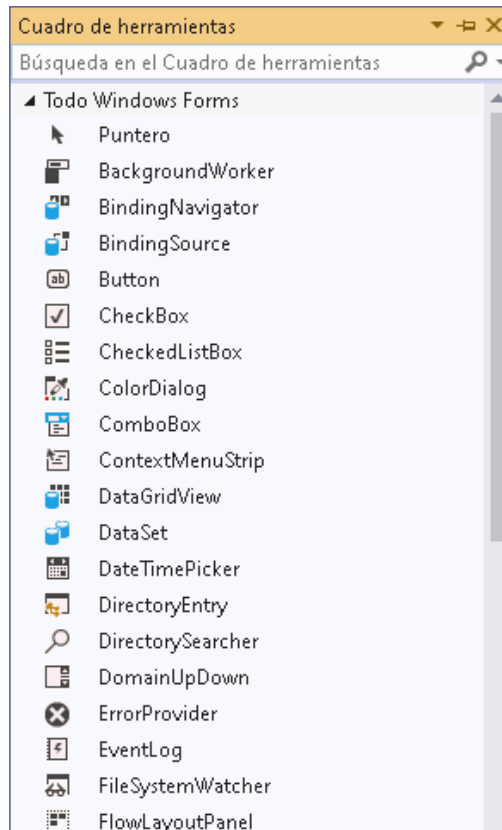 Cuadro de herramientas
Búsqueda en el Cuadro de herramientas
Todo Windows Forms
Puntero
BackgroundWorker
BindingNavigator
BindingSource
Button
CheckBox
CheckedListBox
ColorDialog
ComboBox
ContextMenuStrip
DataGridView
DataSet
DateTimePicker
DirectoryEntry
DirectorySearcher
DomainUpDown
ErrorProvider
EventLog
FileSystemWatcher
FlowLayoutPanel